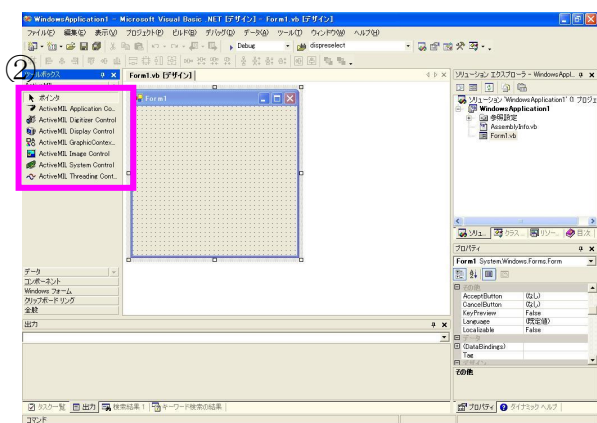 WindowsApplication1 - Microsoft Visual Basic .NET [デザイン] - Form1.vb [デザイン]
ファイル(F) 編集(E) 表示(V) プロジェクト(P) ビルド(B) デバッグ(D) データ(A) ツール(T) ウィンドウ(W) ヘルプ(H)
Debug dispreselect
②
ツールボックス
Form1.vb [デザイン]
ポインタ
ActiveMIL Application Co...
ActiveMIL Digitizer Control
ActiveMIL Display Control
ActiveMIL GraphicContex...
ActiveMIL Image Control
ActiveMIL System Control
ActiveMIL Threading Cont...
Form1
データ
コンポーネント
Windows フォーム
クリップボード リング
全般
ソリューション エクスプローラ - WindowsAppl...
ソリューション 'WindowsApplication1' (1 プロジェ
WindowsApplication1
参照設定
AssemblyInfo.vb
Form1.vb
ソリュ... クラス... リソー... 目次
プロパティ
Form1 System.Windows.Forms.Form
その他
AcceptButton (なし)
CancelButton (なし)
KeyPreview False
Language (既定値)
Localizable False
データ
(DataBindings)
Tag
デザイン
その他
プロパティ ダイナミック ヘルプ
出力
タスク一覧 出力 検索結果 1 キーワード検索の結果
コマンド